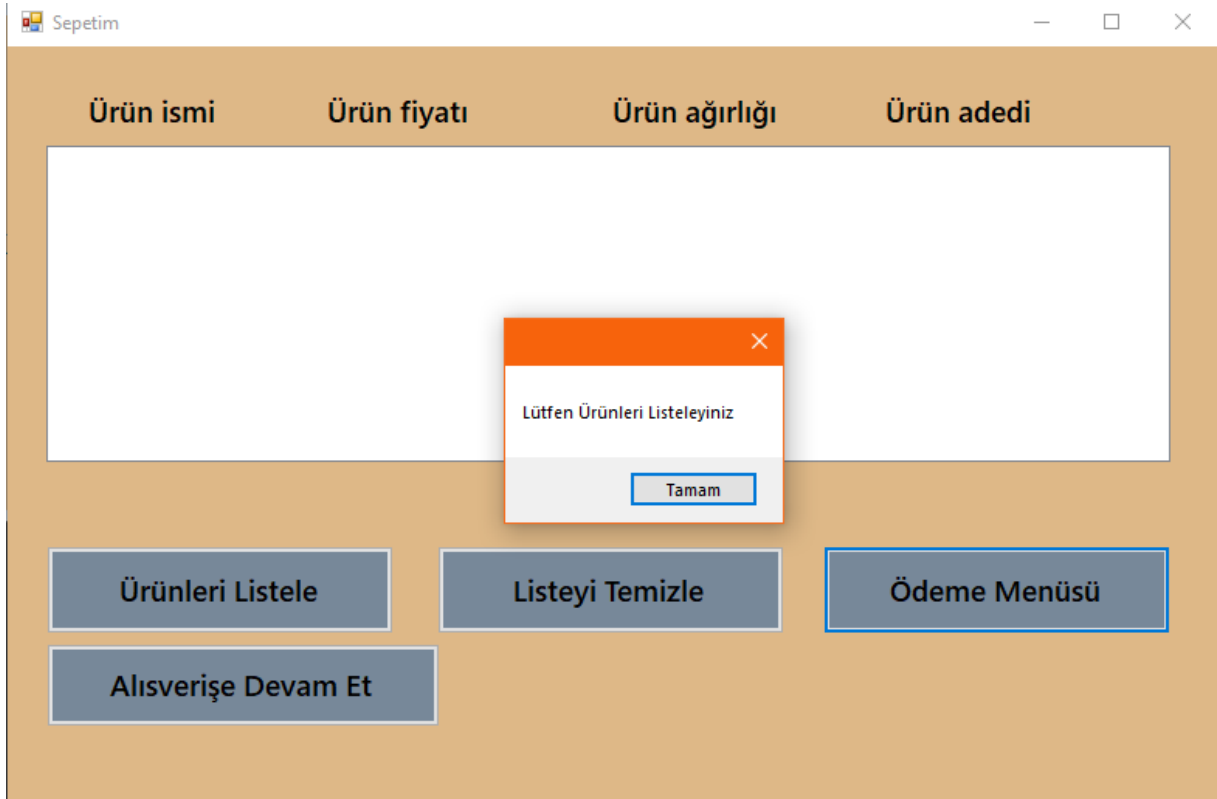 Sepetim
Ürün ismi Ürün fiyatı Ürün ağırlığı Ürün adedi
Lütfen Ürünleri Listeleyiniz
Tamam
Ürünleri Listele Listeyi Temizle Ödeme Menüsü
Alısverişe Devam Et